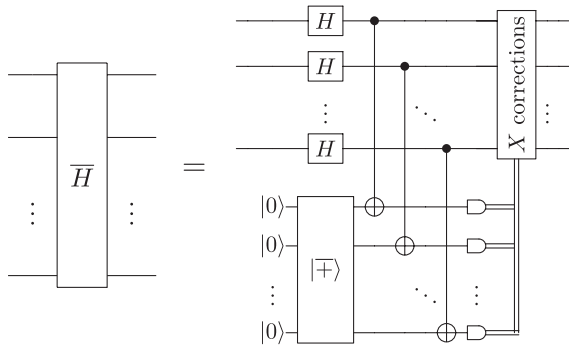 H
H
H
H̅
=
H
|0⟩
|0⟩
|0⟩
|+̅⟩
X corrections